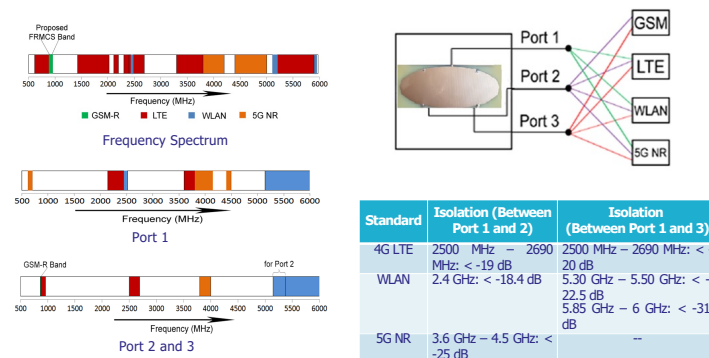 Proposed
FRMCS Band
500 1000 1500 2000 2500 3000 3500 4000 4500 5000 5500 6000
Frequency (MHz)
GSM-R LTE WLAN 5G NR
Frequency Spectrum
500 1000 1500 2000 2500 3000 3500 4000 4500 5000 5500 6000
Frequency (MHz)
Port 1
GSM-R Band
for Port 2
500 1000 1500 2000 2500 3000 3500 4000 4500 5000 5500 6000
Frequency (MHz)
Port 2 and 3
Port 1
Port 2
Port 3
GSM
LTE
WLAN
5G NR
Standard
Isolation (Between
Port 1 and 2)
Isolation
(Between Port 1 and 3)
4G LTE
2500 MHz – 2690
MHz: < -19 dB
2500 MHz – 2690 MHz: < -
20 dB
WLAN
2.4 GHz: < -18.4 dB
5.30 GHz – 5.50 GHz: < -
22.5 dB
5.85 GHz – 6 GHz: < -31
dB
5G NR
3.6 GHz – 4.5 GHz: <
-25 dB
--